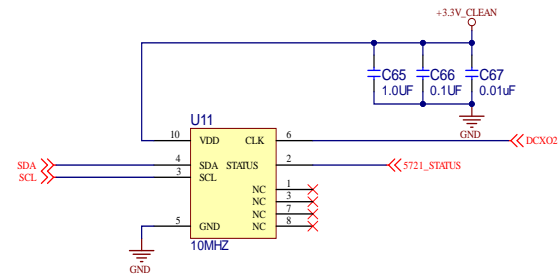 +3.3V_CLEAN
C65
1.0UF
C66
0.1UF
C67
0.01uF
GND
U11
10 VDD CLK 6 DCXO2
SDA 4 SDA STATUS 2 5721_STATUS
SCL 3 SCL
NC 1
NC 3
NC 7
5 GND NC 8
10MHZ
GND